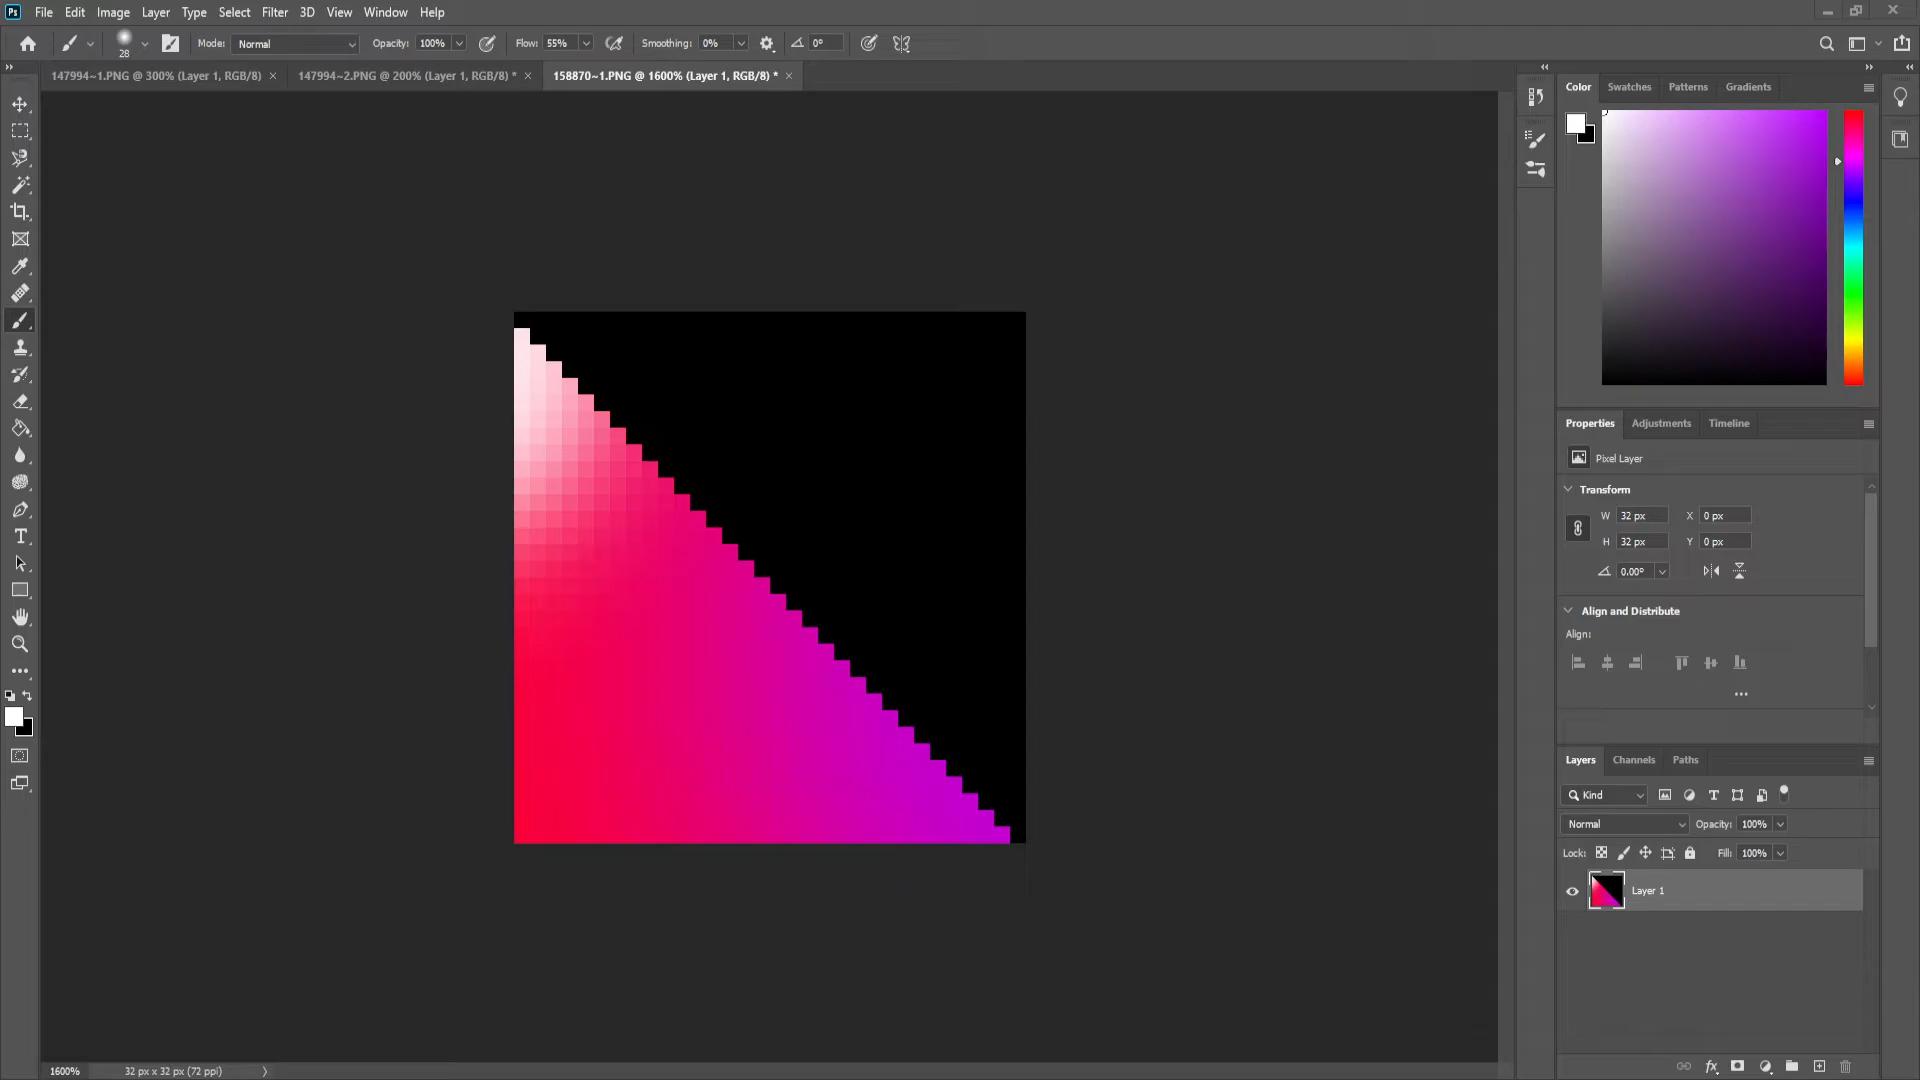 Ps File Edit Image Layer Type Select Filter 3D View Window Help
28 Mode: Normal Opacity: 100% Flow: 55% Smoothing: 0% 0°
147994~1.PNG @ 300% (Layer 1, RGB/8) × 147994~2.PNG @ 200% (Layer 1, RGB/8) * × 158870~1.PNG @ 1600% (Layer 1, RGB/8) * ×
Color Swatches Patterns Gradients
Properties Adjustments Timeline
Pixel Layer
Transform
W 32 px X 0 px
H 32 px Y 0 px
0.00°
Align and Distribute
Align:
Layers Channels Paths
Kind
Normal Opacity: 100%
Lock: Fill: 100%
Layer 1
1600% 32 px x 32 px (72 ppi)